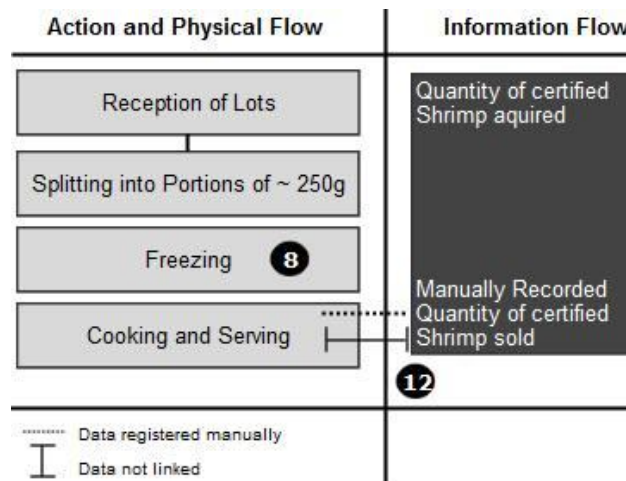 Action and Physical Flow
Information Flow
Reception of Lots
Splitting into Portions of ~ 250g
Freezing 8
Cooking and Serving
Quantity of certified
Shrimp aquired
Manually Recorded
Quantity of certified
Shrimp sold
12
Data registered manually
Data not linked